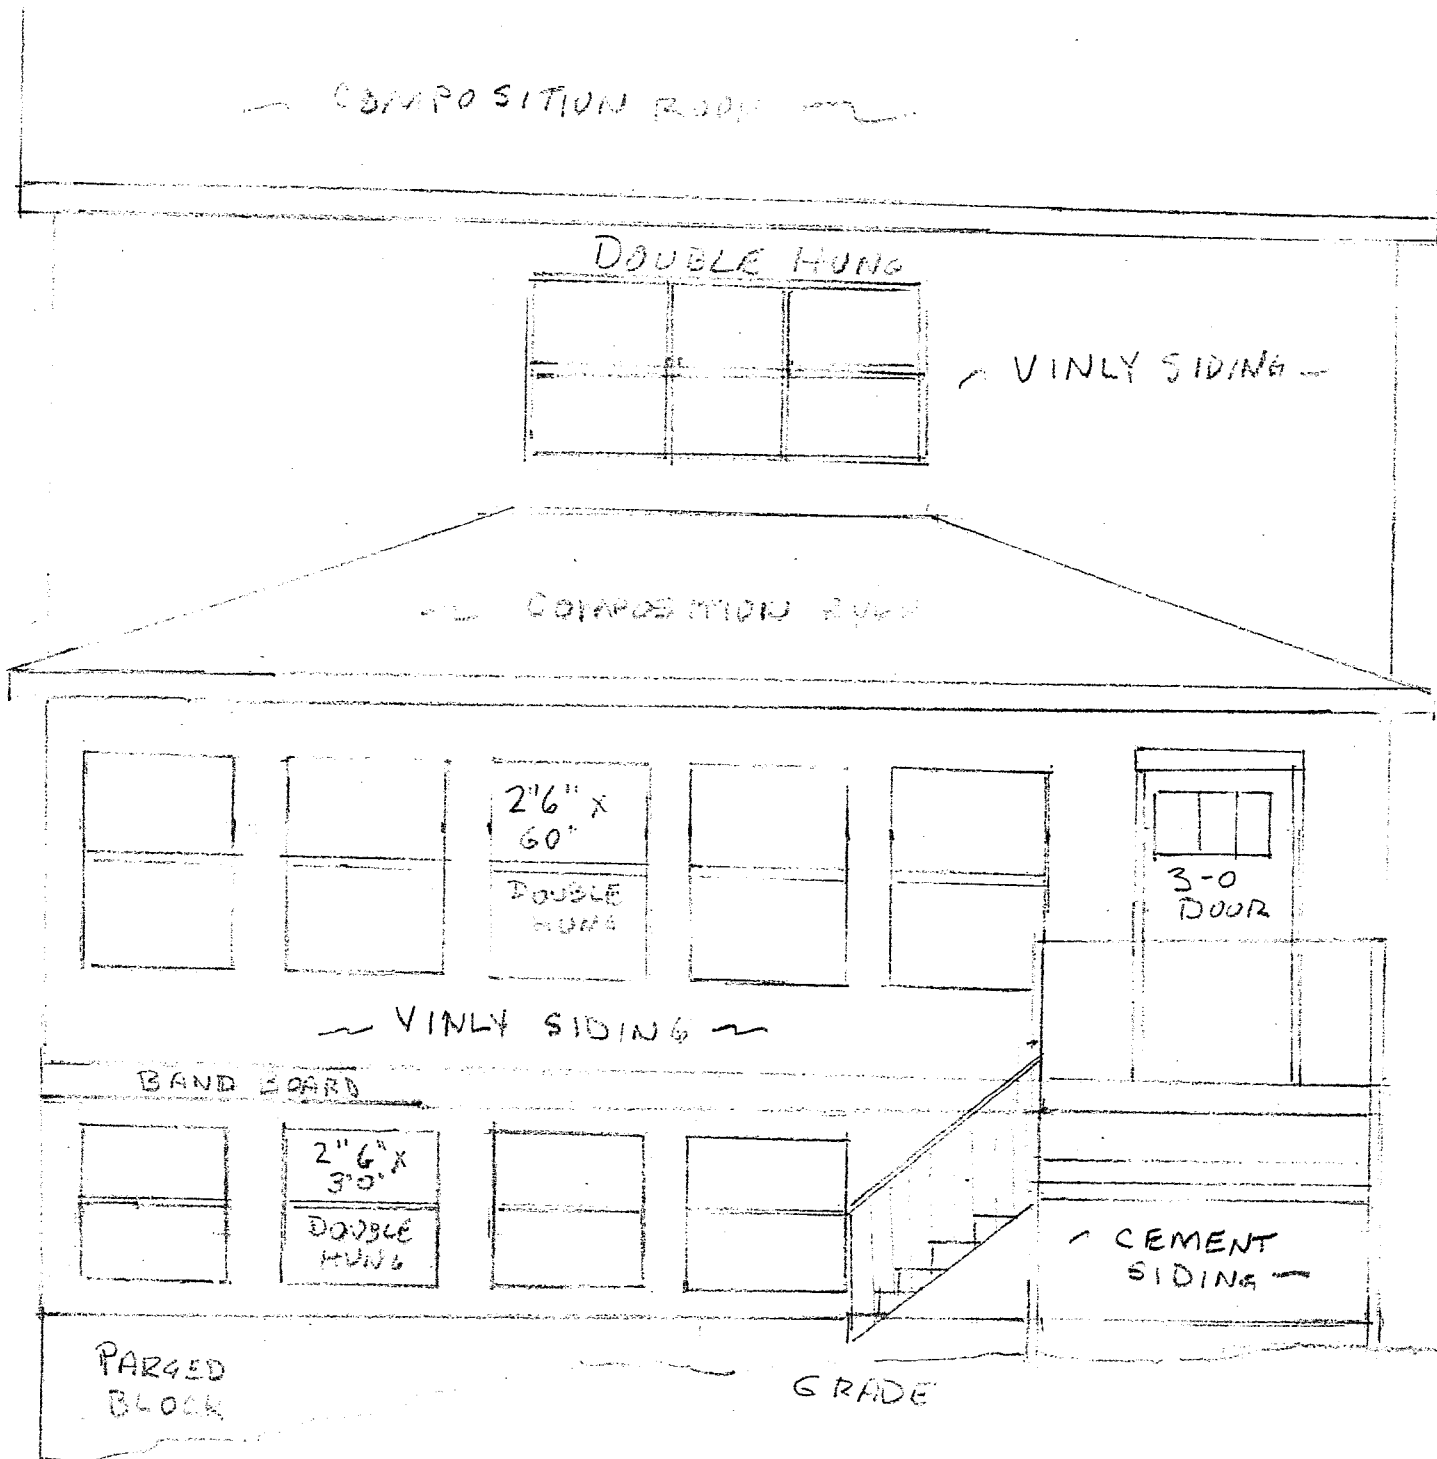 ~ COMPOSITION ROOF ~
DOUBLE HUNG
~ VINLY SIDING ~
~ COMPOSITION ROOF
2"6" x
60"
DOUBLE
HUNG
3-0
DOOR
~ VINLY SIDING ~
BAND BOARD
2"6" x
3'0"
DOUBLE
HUNG
~ CEMENT
SIDING ~
PARGED
BLOCK
GRADE